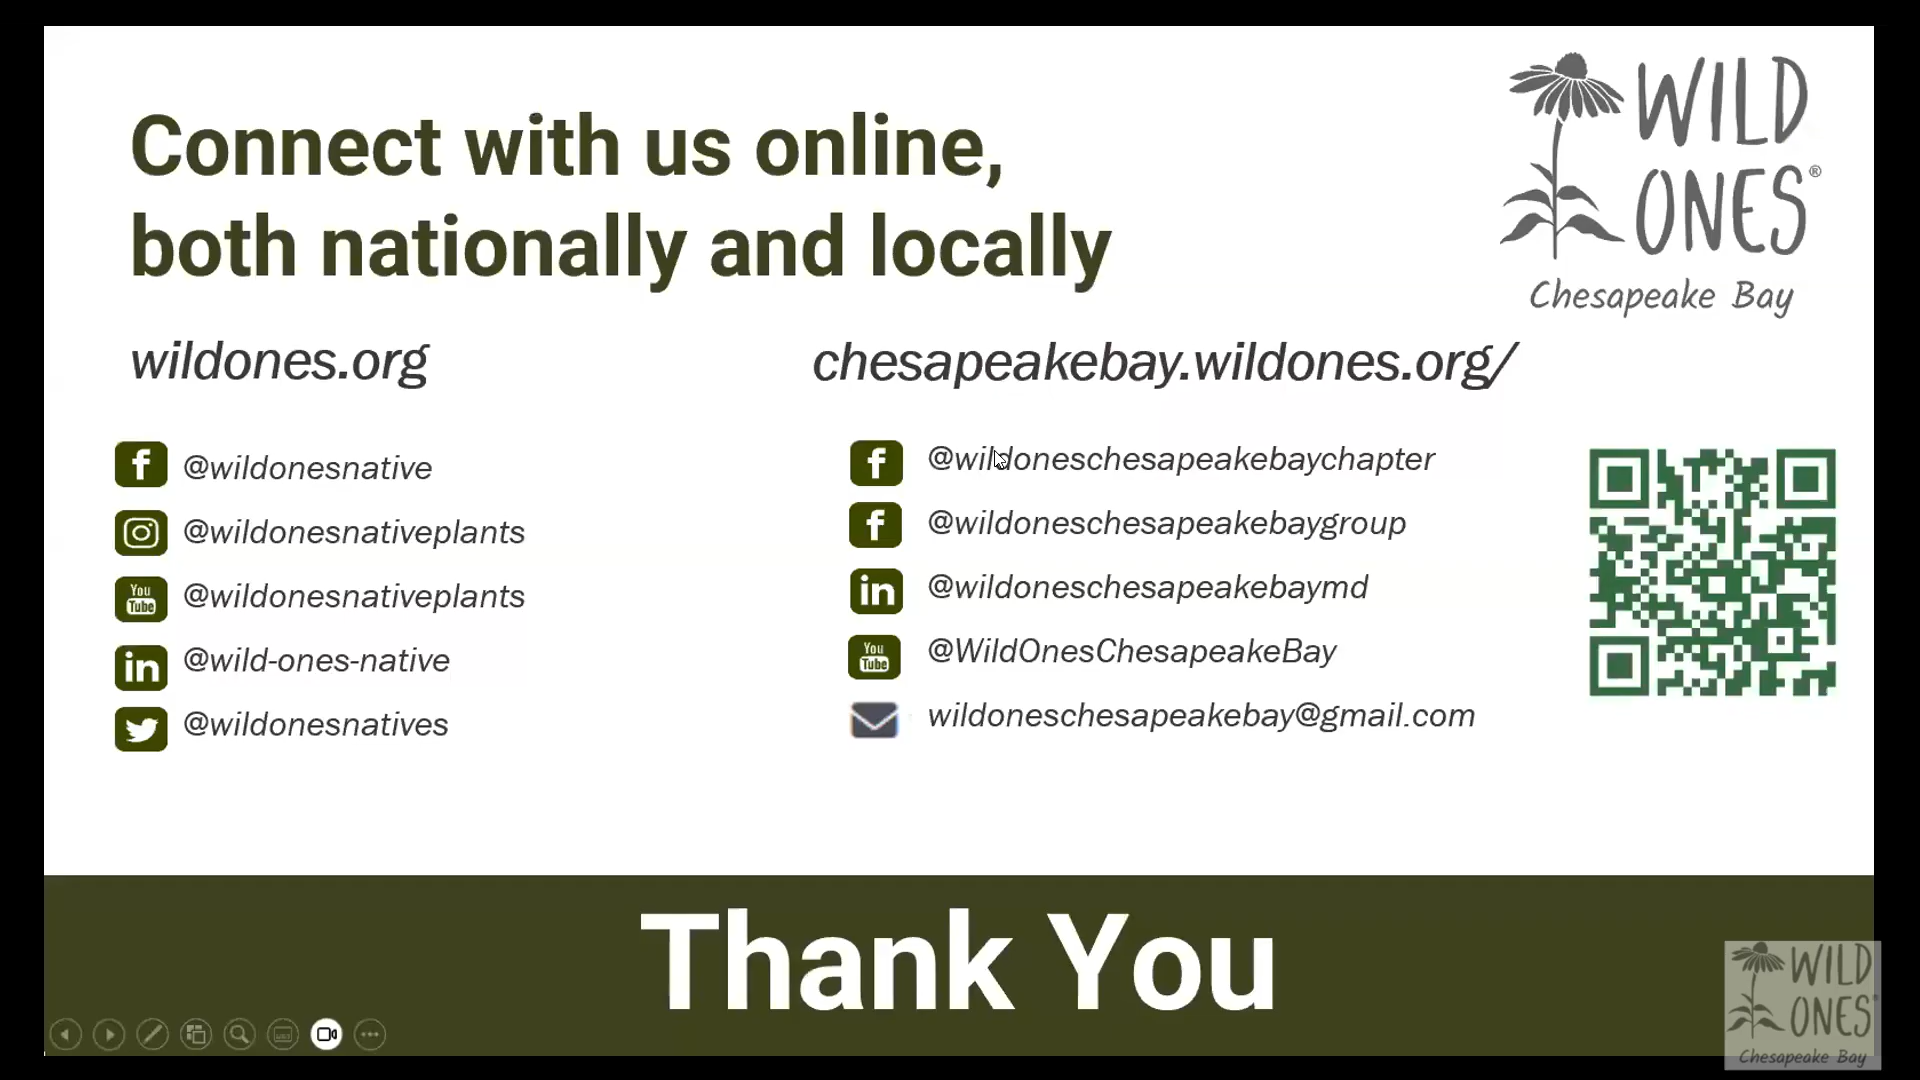 Connect with us online,
both nationally and locally
WILD
ONES®
Chesapeake Bay
wildones.org
@wildonesnative
@wildonesnativeplants
You
Tube
@wildonesnativeplants
in
@wild-ones-native
@wildonesnatives
chesapeakebay.wildones.org/
@wildoneschesapeakebaychapter
@wildoneschesapeakebaygroup
in
@wildoneschesapeakebaymd
You
Tube
@WildOnesChesapeakeBay
wildoneschesapeakebay@gmail.com
Thank You
WILD
ONES®
Chesapeake Bay